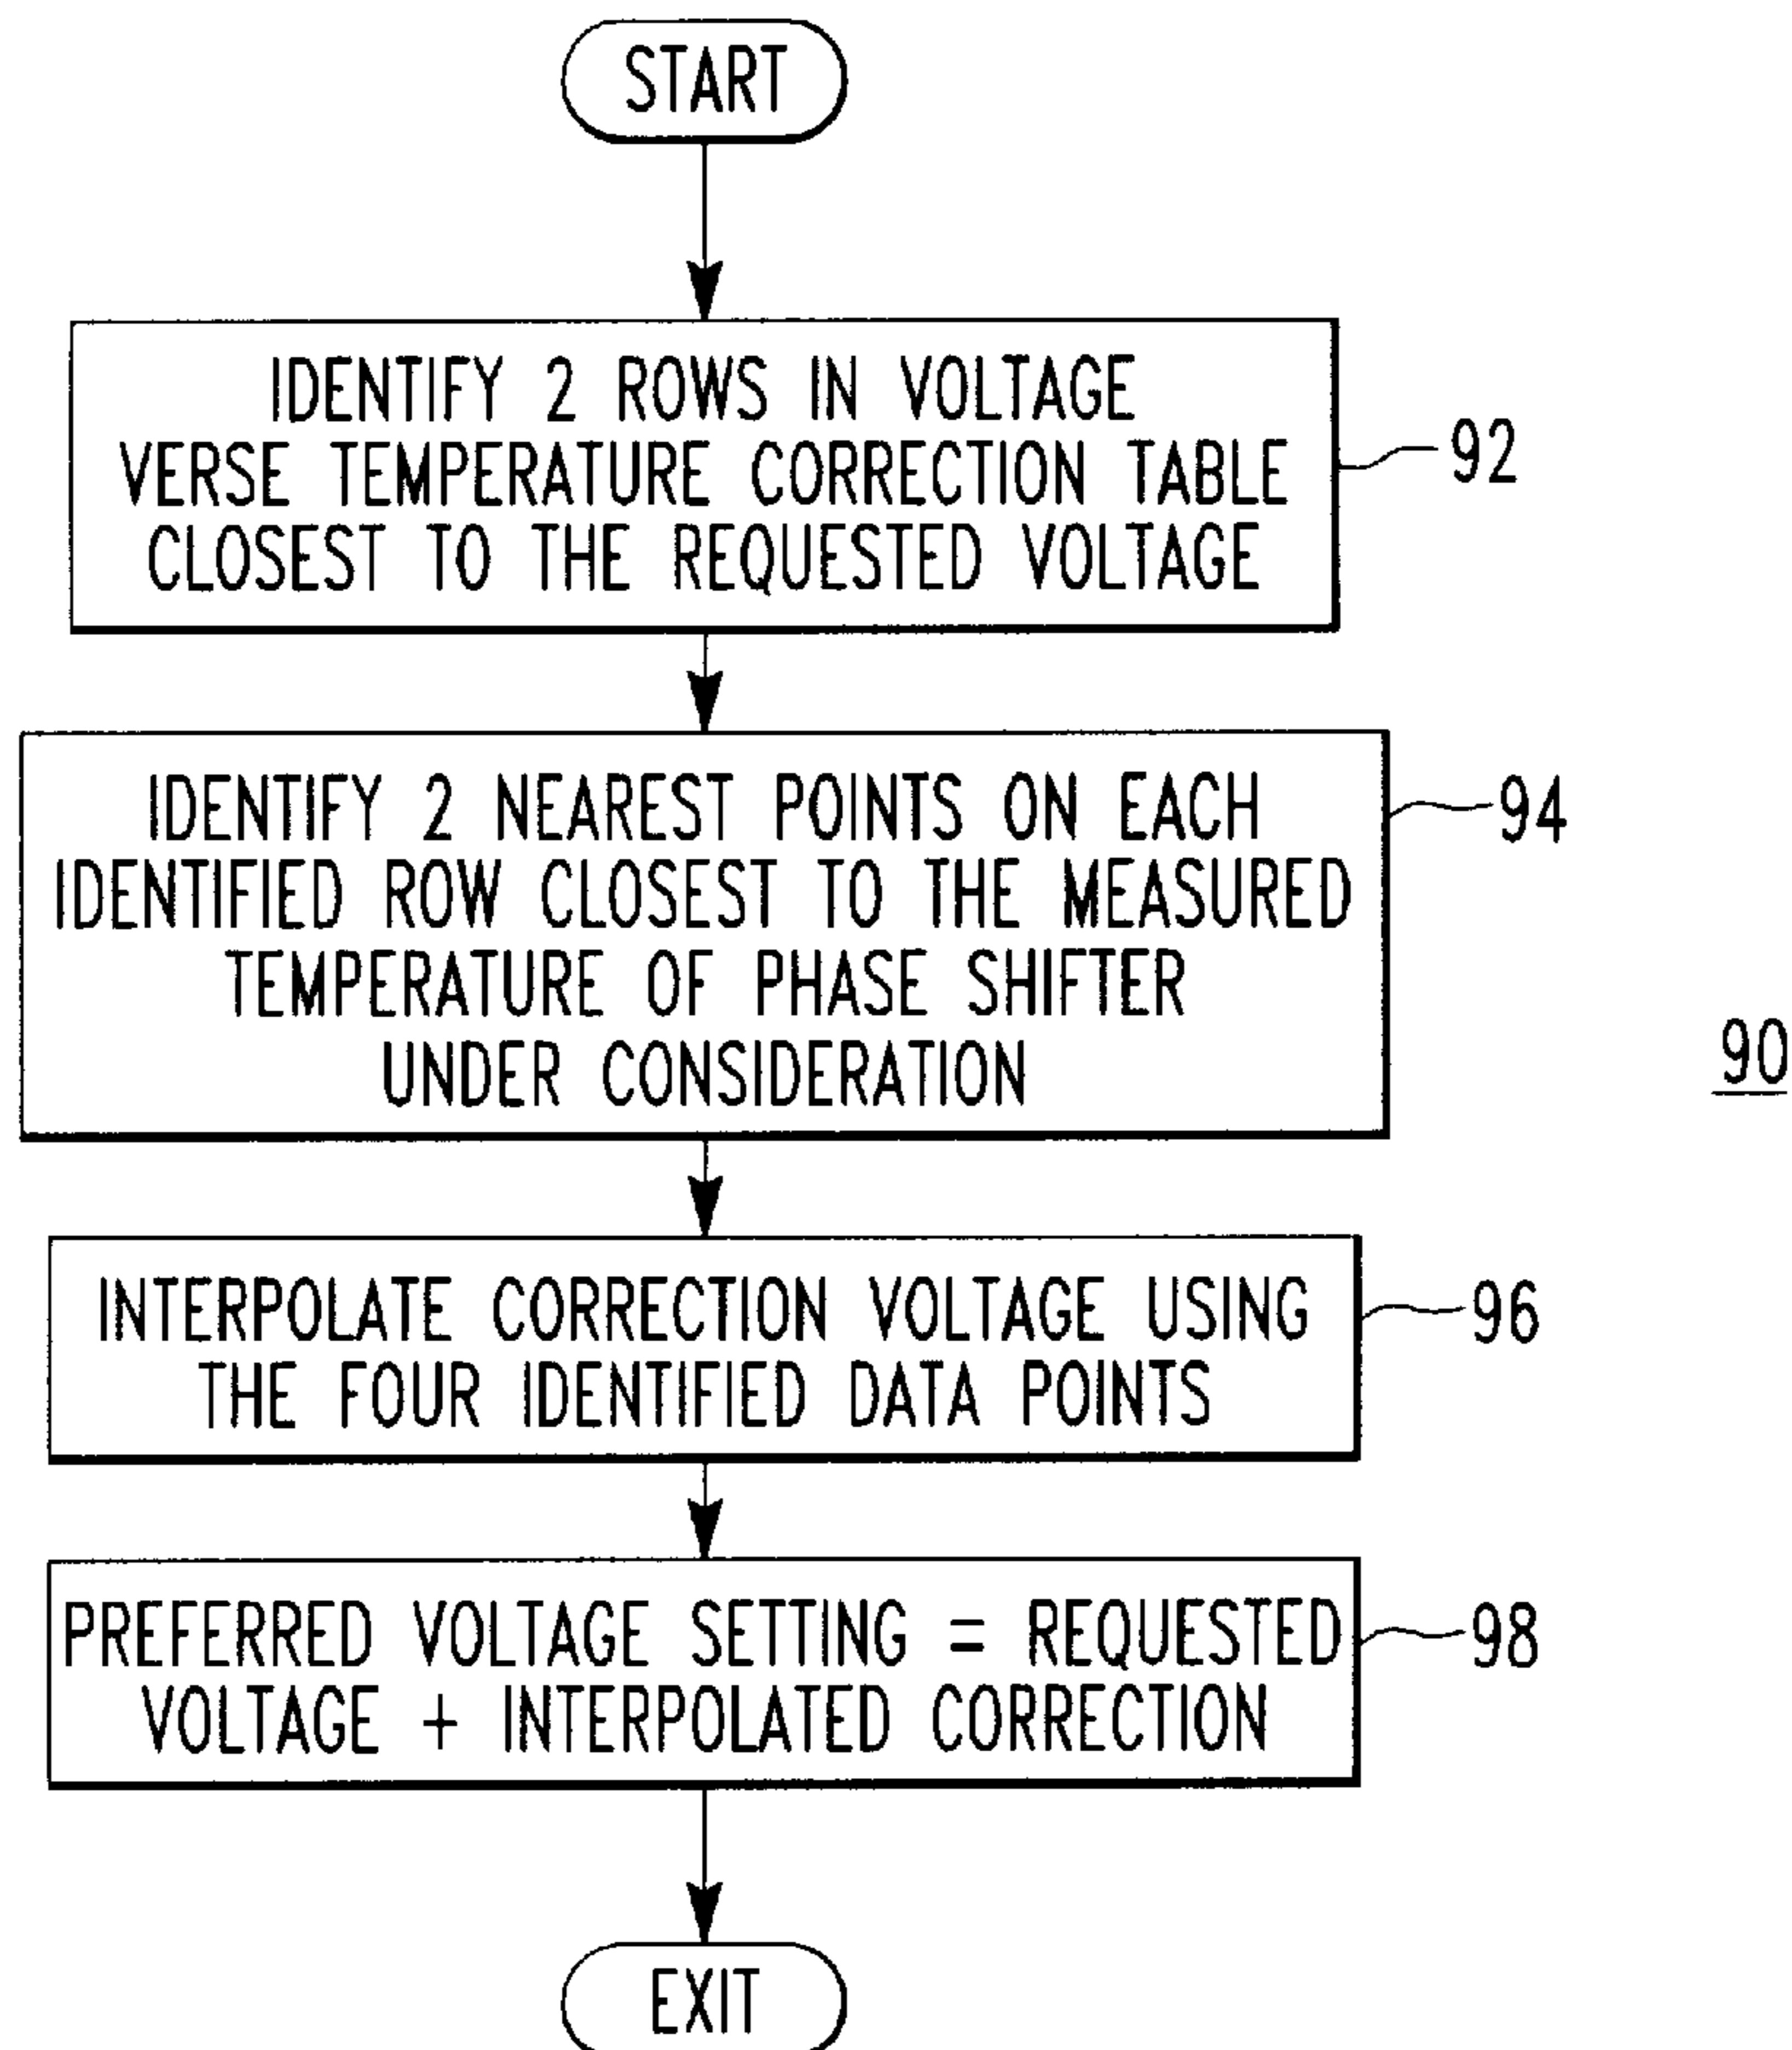 START
IDENTIFY 2 ROWS IN VOLTAGE
VERSE TEMPERATURE CORRECTION TABLE
CLOSEST TO THE REQUESTED VOLTAGE
92
IDENTIFY 2 NEAREST POINTS ON EACH
IDENTIFIED ROW CLOSEST TO THE MEASURED
TEMPERATURE OF PHASE SHIFTER
UNDER CONSIDERATION
94
90
INTERPOLATE CORRECTION VOLTAGE USING
THE FOUR IDENTIFIED DATA POINTS
96
PREFERRED VOLTAGE SETTING = REQUESTED
VOLTAGE + INTERPOLATED CORRECTION
98
EXIT